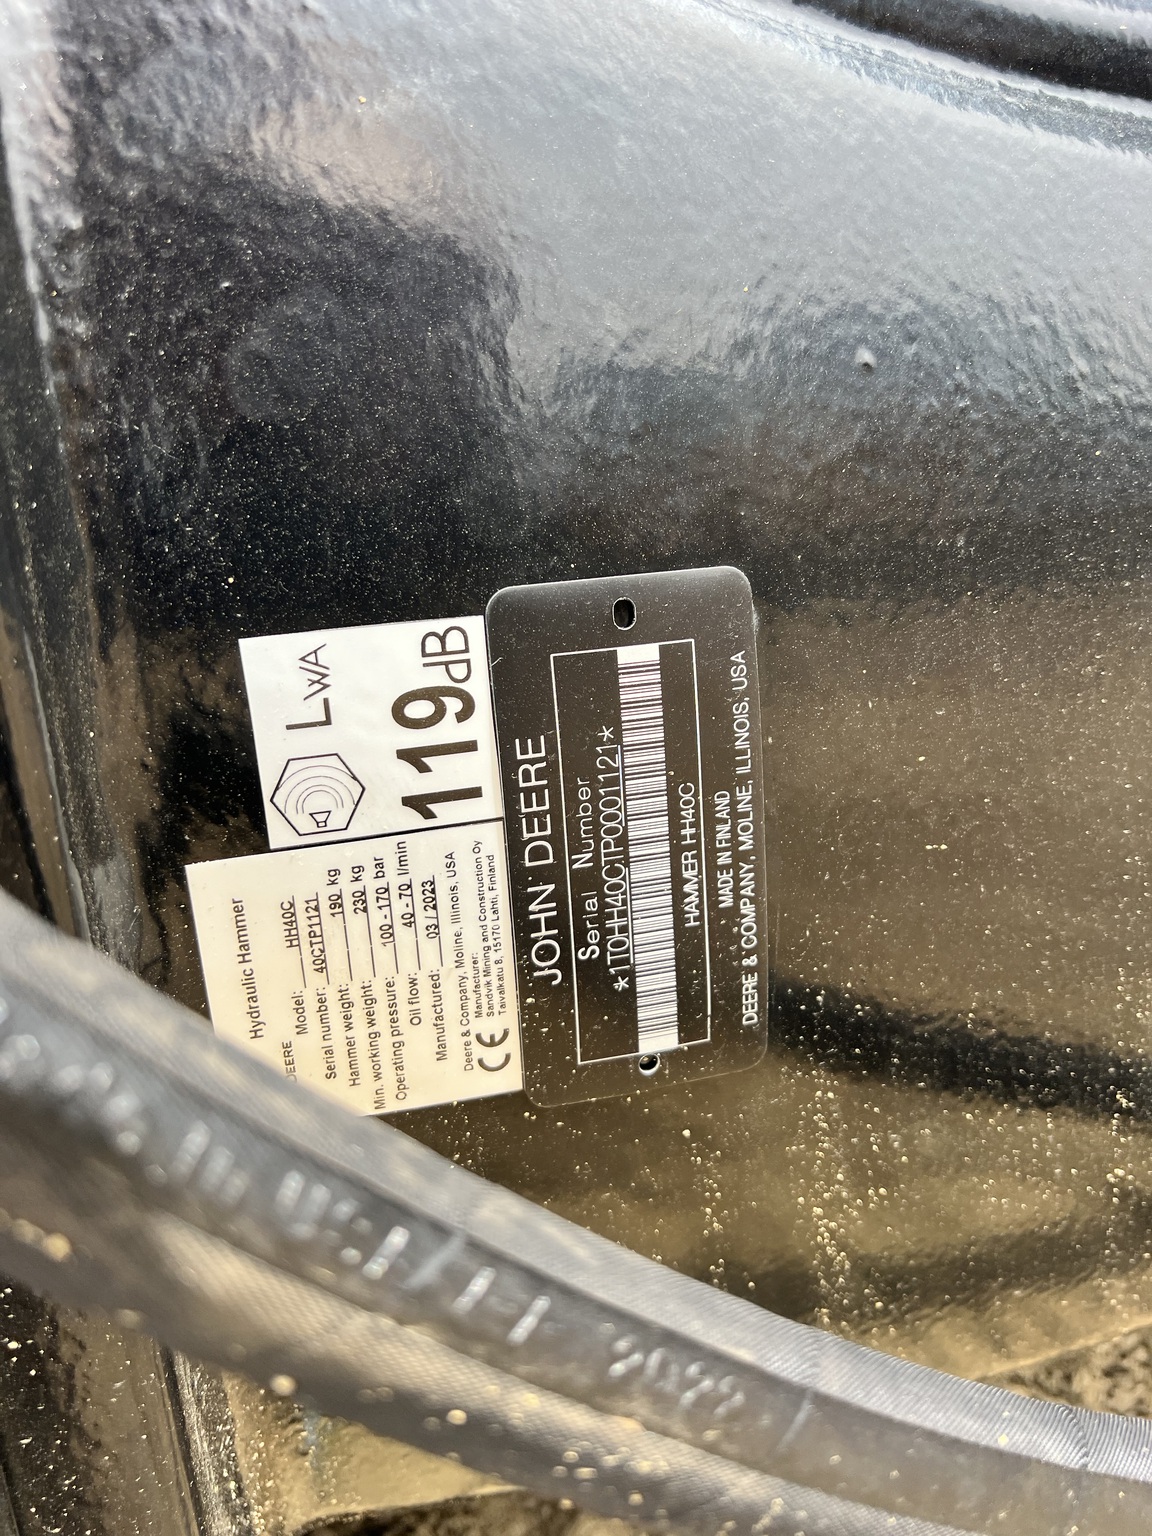 Hydraulic Hammer
DEERE
Model: HH40C
Serial number: 40CTP1121
Hammer weight: 190 kg
Min. working weight: 230 kg
Operating pressure: 100 - 170 bar
Oil flow: 40 - 70 l/min
Manufactured: 03 / 2023
Deere & Company, Moline, Illinois, USA
Manufacturer:
Sandvik Mining and Construction Oy
Taivalkatu 8, 15170 Lahti, Finland
CE
LWA
119dB
JOHN DEERE
Serial Number
*1T0HH40CTP0001121*
HAMMER HH40C
MADE IN FINLAND
DEERE & COMPANY, MOLINE, ILLINOIS, USA